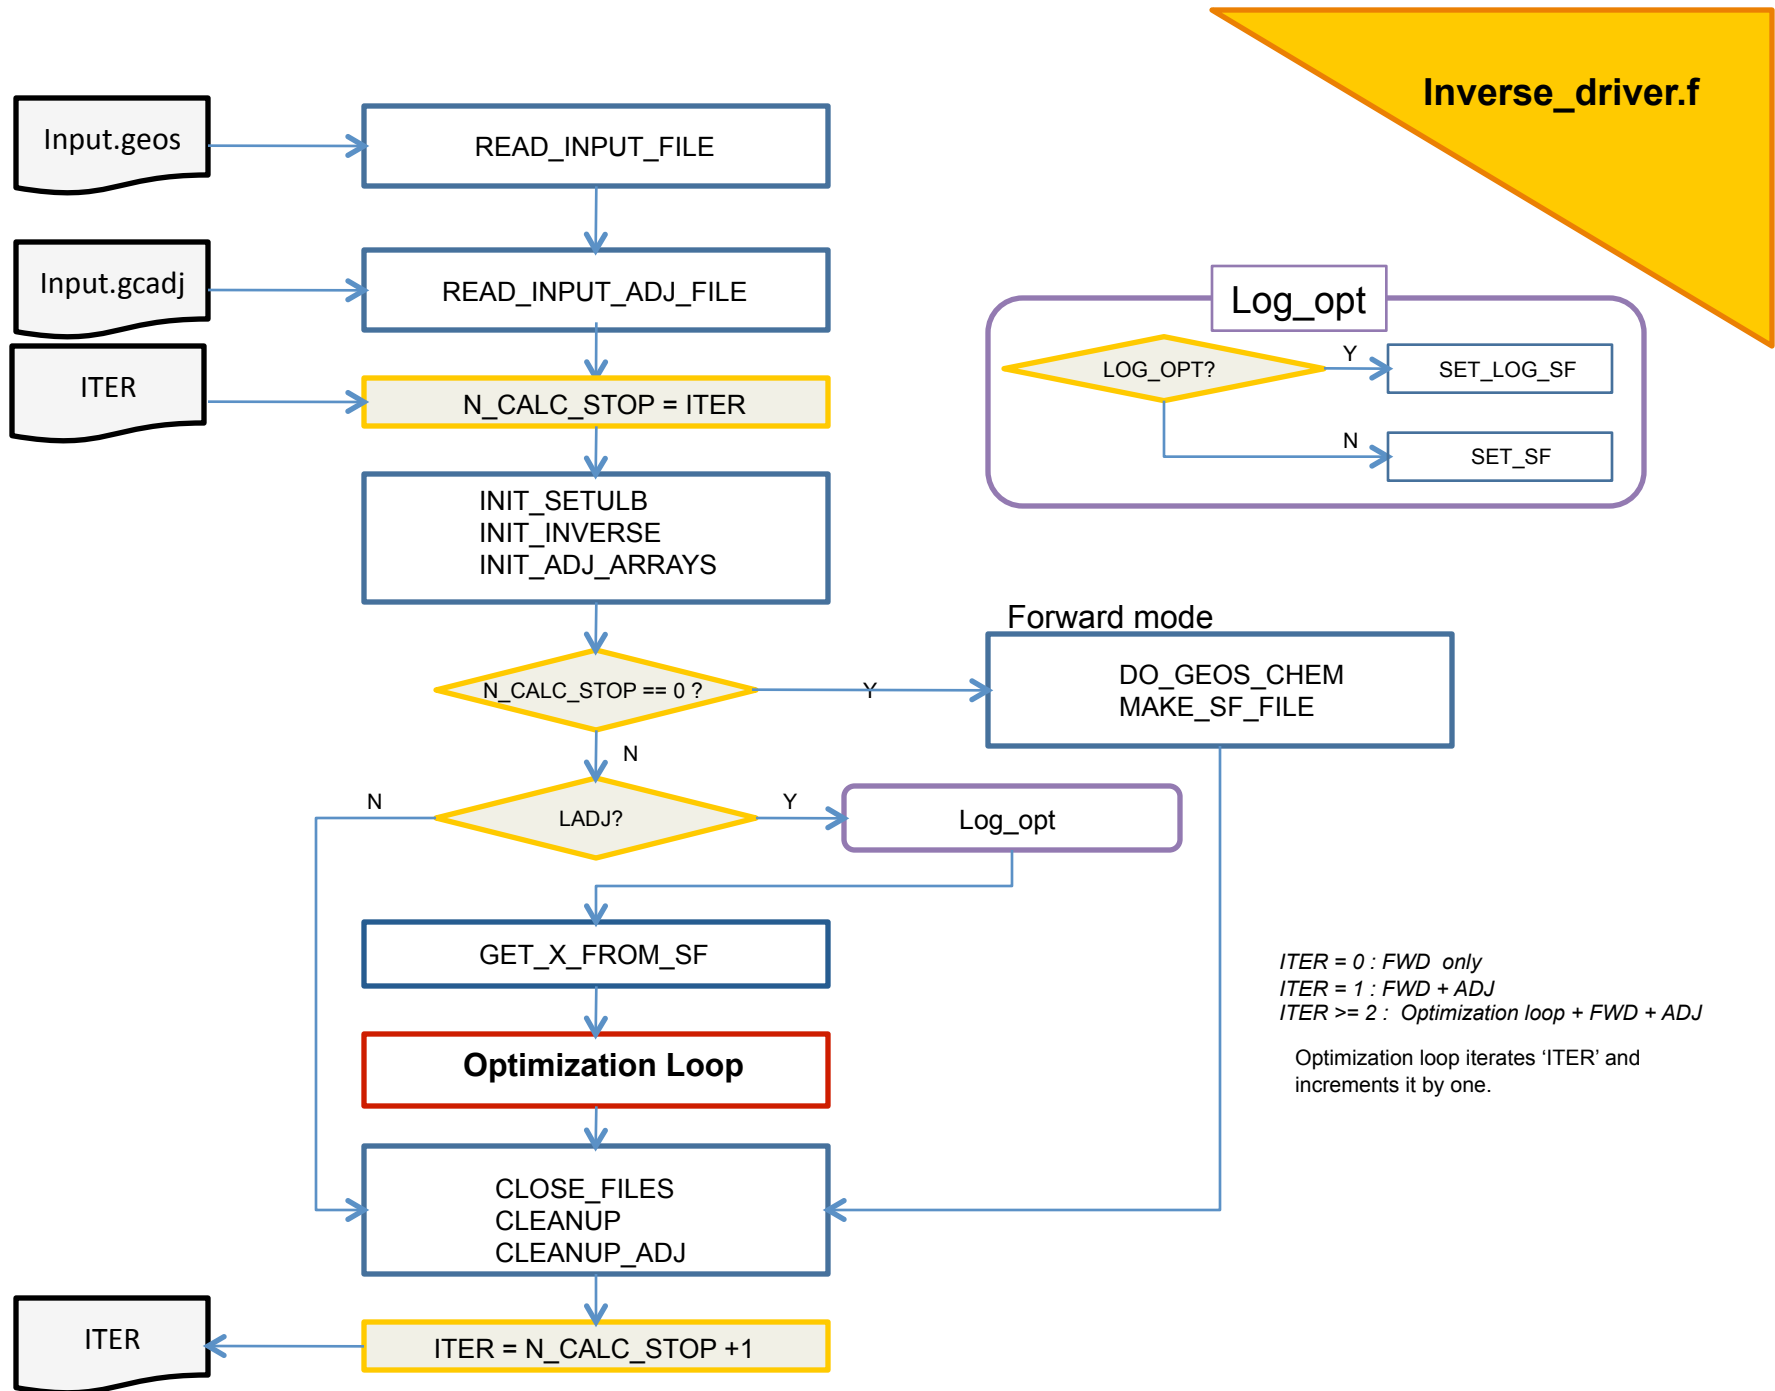 Inverse_driver.f
Input.geos
READ_INPUT_FILE
Input.gcadj
READ_INPUT_ADJ_FILE
ITER
N_CALC_STOP = ITER
Log_opt
LOG_OPT?
Y
SET_LOG_SF
N
SET_SF
INIT_SETULB
INIT_INVERSE
INIT_ADJ_ARRAYS
Forward mode
N_CALC_STOP == 0 ?
Y
DO_GEOS_CHEM
MAKE_SF_FILE
N
N
LADJ?
Y
Log_opt
GET_X_FROM_SF
ITER = 0 : FWD only
ITER = 1 : FWD + ADJ
ITER >= 2 : Optimization loop + FWD + ADJ
Optimization Loop
Optimization loop iterates ‘ITER’ and
increments it by one.
CLOSE_FILES
CLEANUP
CLEANUP_ADJ
ITER
ITER = N_CALC_STOP +1